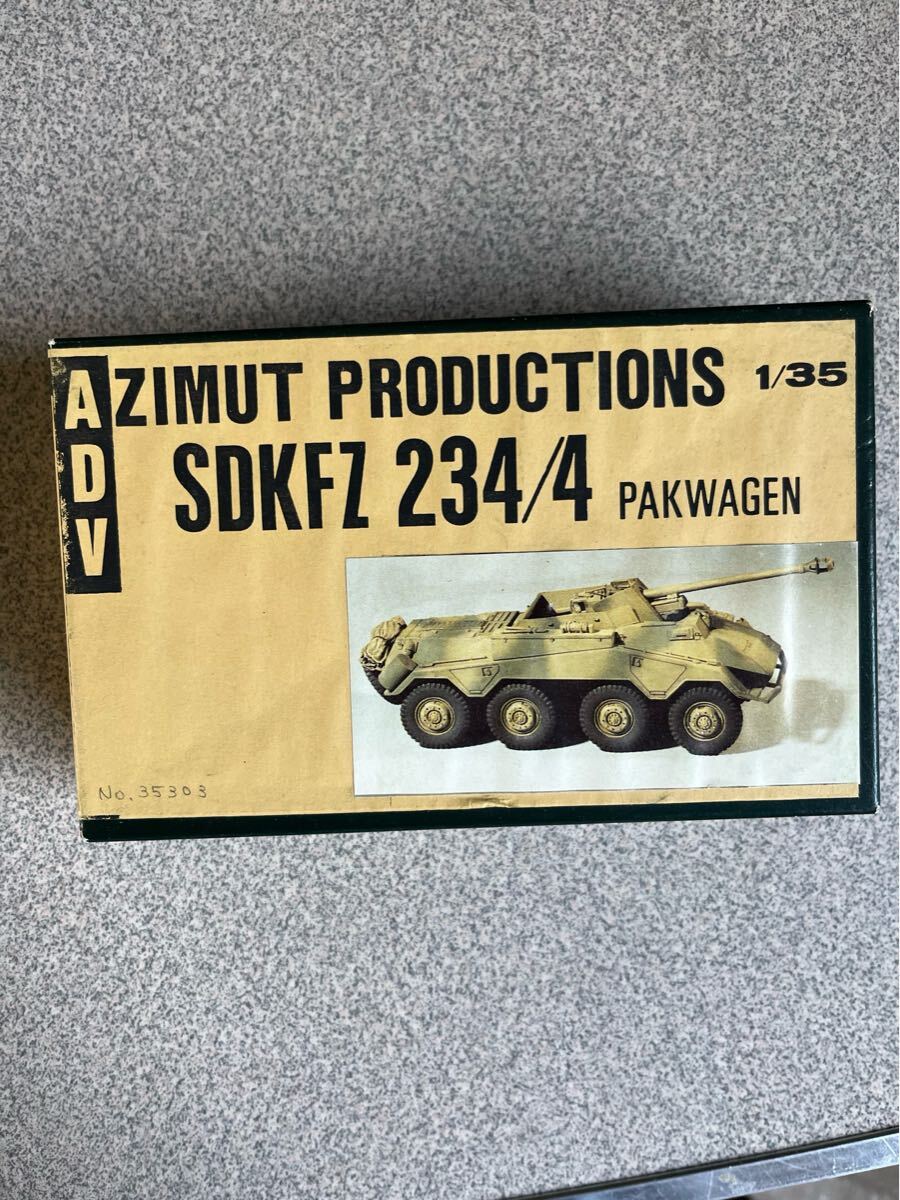 AZIMUT PRODUCTIONS 1/35
ADV
SDKFZ 234/4 PAKWAGEN
No. 35303